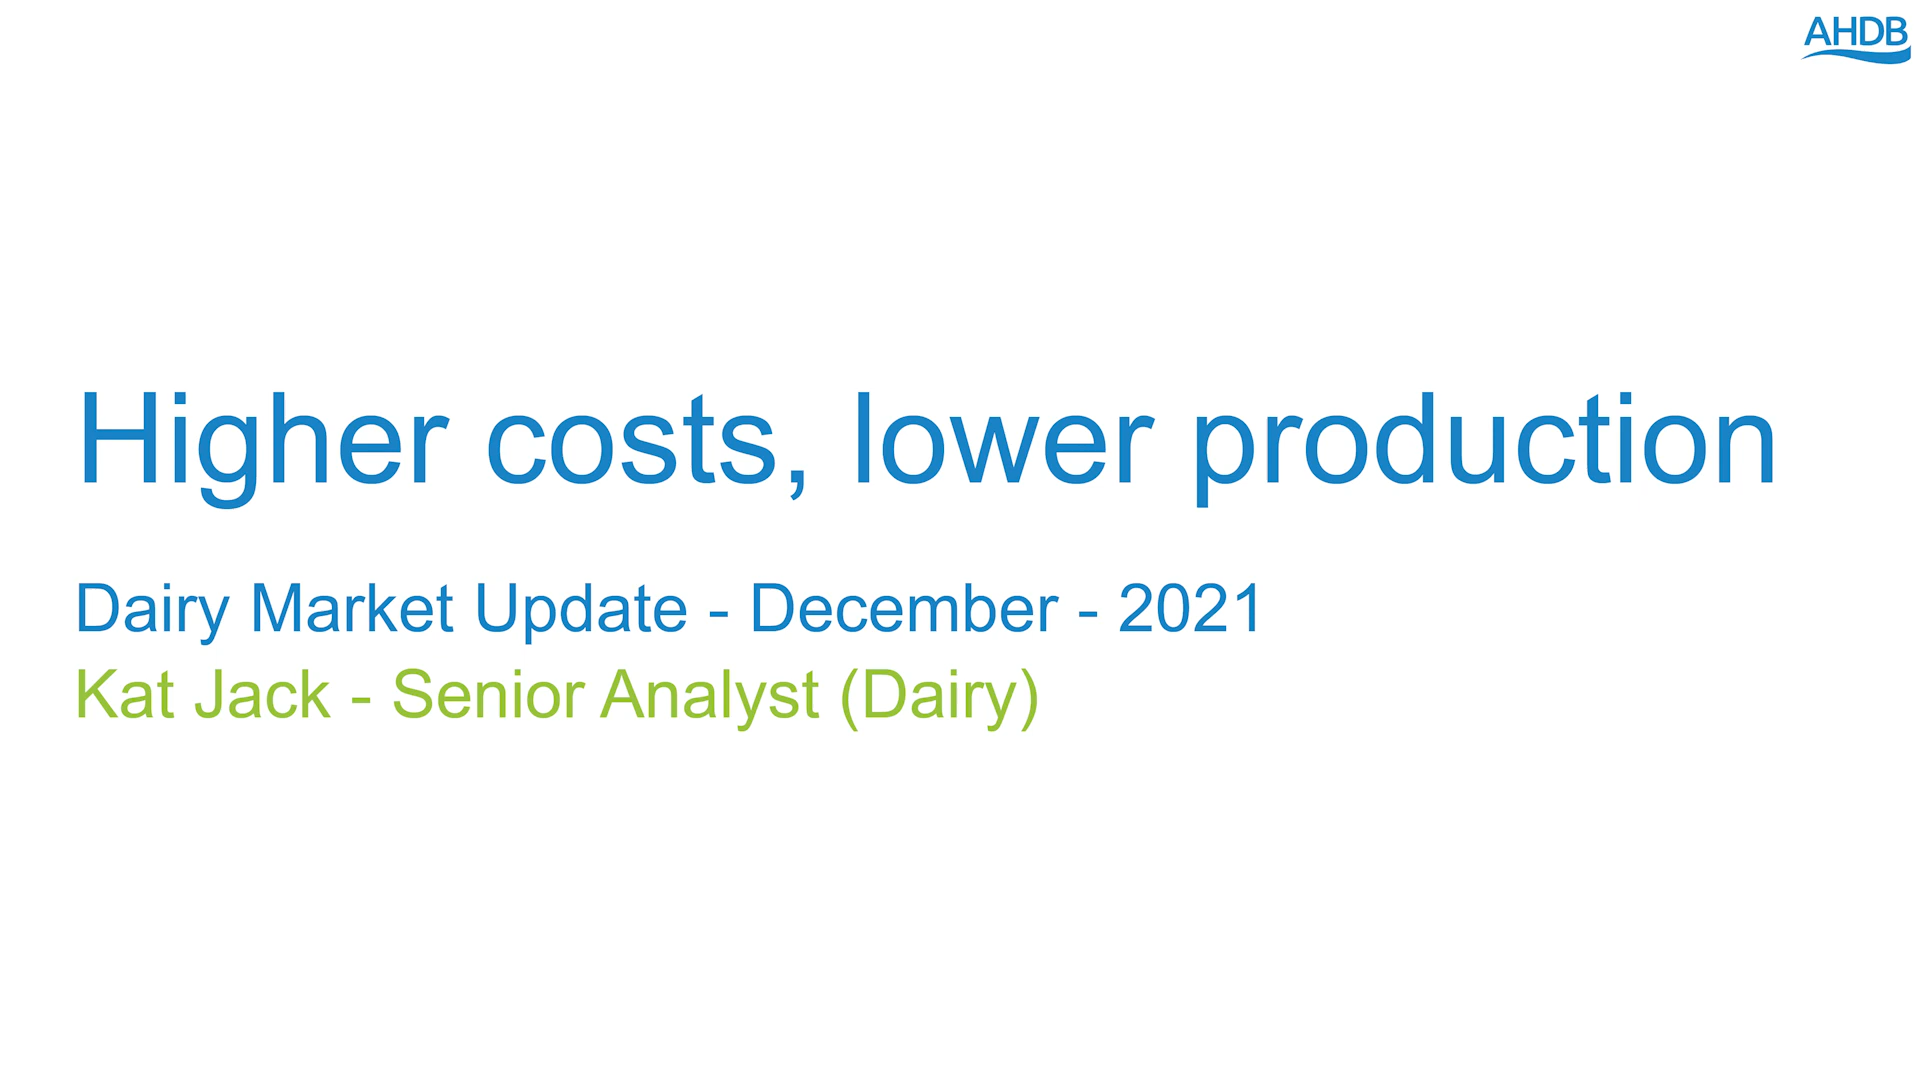 AHDB
Higher costs, lower production
Dairy Market Update - December - 2021
Kat Jack - Senior Analyst (Dairy)